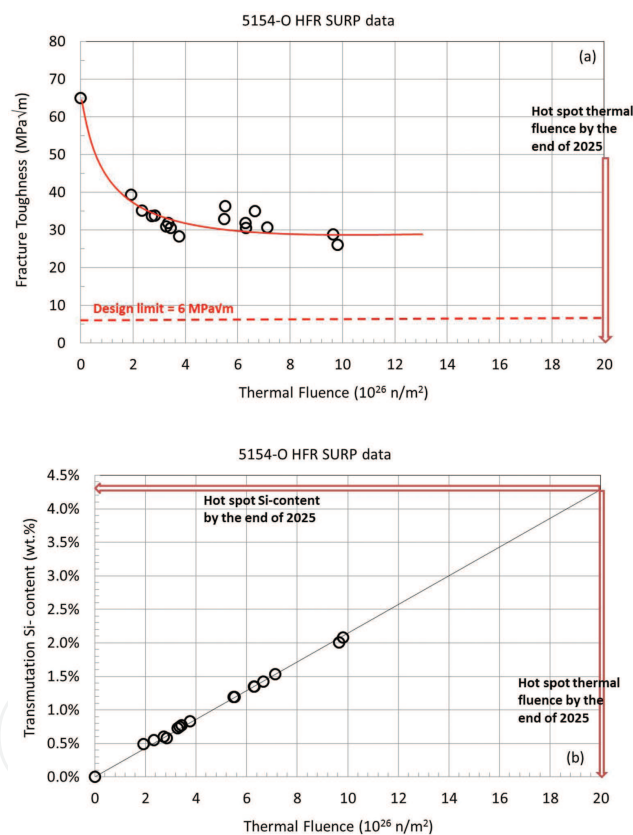 5154-O HFR SURP data
80
70
60
50
40
30
20
10
0
Fracture Toughness (MPa√m)
(a)
Hot spot thermal
fluence by the
end of 2025
Design limit = 6 MPa√m
0 2 4 6 8 10 12 14 16 18 20
Thermal Fluence (10²⁶ n/m²)
5154-O HFR SURP data
4.5%
4.0%
3.5%
3.0%
2.5%
2.0%
1.5%
1.0%
0.5%
0.0%
Transmutation Si- content (wt.%)
Hot spot Si-content
by the end of 2025
Hot spot thermal
fluence by the
end of 2025
(b)
0 2 4 6 8 10 12 14 16 18 20
Thermal Fluence (10²⁶ n/m²)